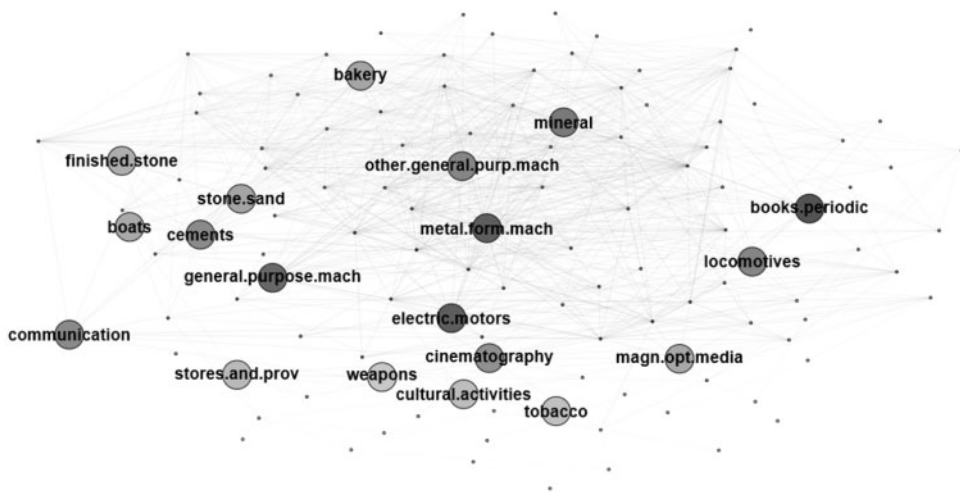 bakery
mineral
finished.stone
other.general.purp.mach
stone.sand
books.periodic
boats
cements
metal.form.mach
locomotives
general.purpose.mach
electric.motors
communication
cinematography
magn.opt.media
stores.and.prov
weapons
cultural.activities
tobacco